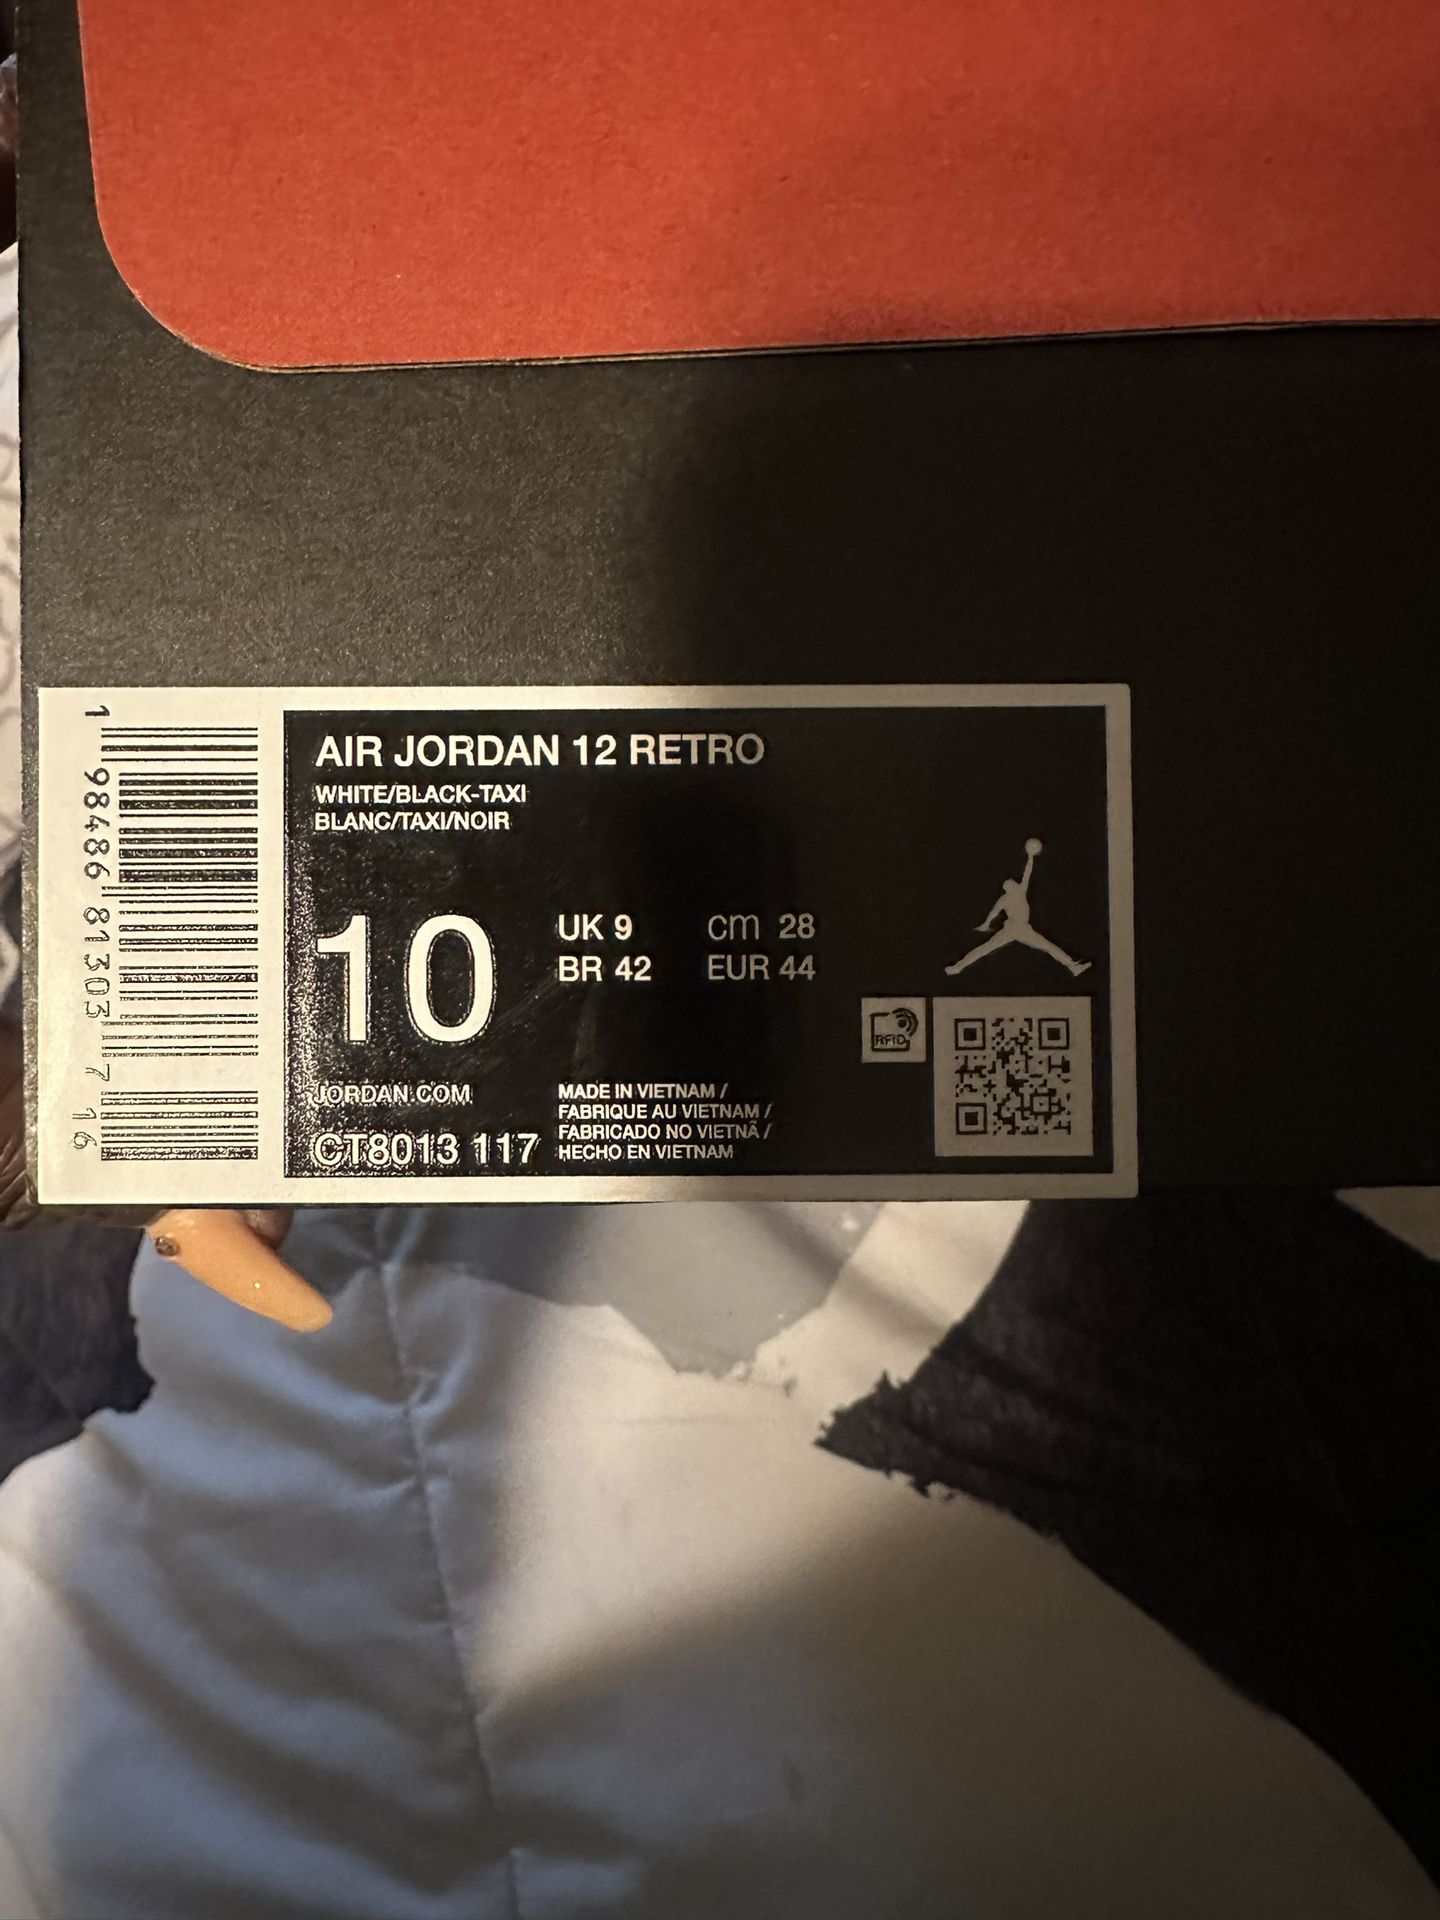 AIR JORDAN 12 RETRO
WHITE/BLACK-TAXI
BLANC/TAXI/NOIR
10
UK 9 cm 28
BR 42 EUR 44
RFID
JORDAN.COM
CT8013 117
MADE IN VIETNAM /
FABRIQUE AU VIETNAM /
FABRICADO NO VIETNÃ /
HECHO EN VIETNAM
1 98486 81303 7 16